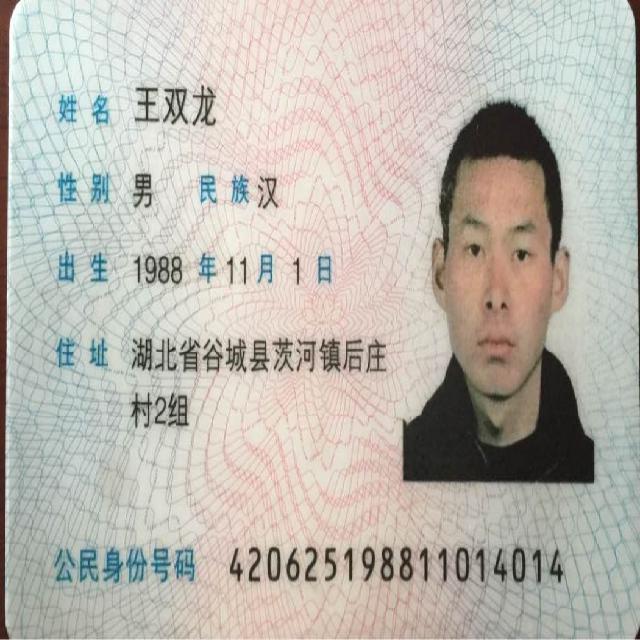 姓名 王双龙
性别 男 民族 汉
出生 1988 年 11 月 1 日
住址 湖北省谷城县茨河镇后庄
村2组
公民身份号码 420625198811014014